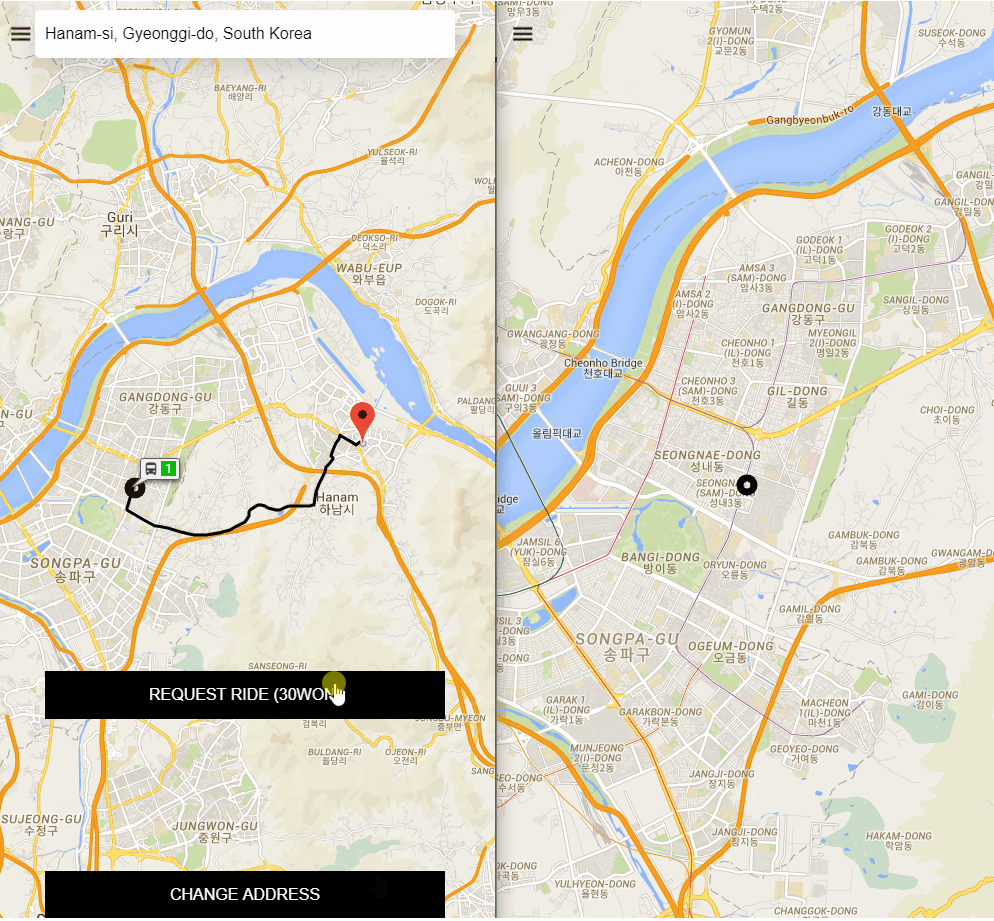 Hanam-si, Gyeonggi-do, South Korea
BAEYANG-RI
배양리
YULSEOK-RI
율석리
Guri
구리시
DEOKSO-RI
덕소리
WABU-EUP
와부읍
DOGOK-RI
도곡리
GANGDONG-GU
강동구
1
Hanam
하남시
SONGPA-GU
송파구
SANSEONG-RI
REQUEST RIDE (30WON
검복리
BULDANG-RI
불당리
OJEON-RI
오전리
SUJEONG-GU
수정구
JUNGWON-GU
중원구
CHANGE ADDRESS
망우3동
수택2동
GYOMUN
2(I)-DONG
교문2동
SUSEOK-DONG
수석동
Gangbyeonbuk-ro
강동대교
ACHEON-DONG
아천동
GANGIL-DONG
강일동
GODEOK 2
(I)-DONG
고덕2동
GODEOK 1
(IL)-DONG
고덕1동
AMSA 3
(SAM)-DONG
암사3동
AMSA 2
(I)-DONG
암사2동
SANGIL-DONG
상일동
GANGDONG-GU
강동구
MYEONGIL
2(I)-DONG
명일2동
GWANGJANG-DONG
광장동
CHEONHO 1
(IL)-DONG
천호1동
Cheonho Bridge
천호대교
CHEONHO 3
(SAM)-DONG
천호3동
GUUI 3
GIL-DONG
길동
CHOI-DONG
초이동
올림픽대교
SEONGNAE-DONG
성내동
(SAM)-DONG
성내3동
JAMSIL 6
(YUK)-DONG
잠실6동
BANGI-DONG
방이동
ORYUN-DONG
오륜동
GAMBUK-DONG
감북동
GAMBUK-DONG
감북동
GAMIL-DONG
감일동
SONGPA-GU
송파구
OGEUM-DONG
오금동
GARAK 1
(IL)-DONG
가락1동
GARAKBON-DONG
가락본동
MACHEON
1(IL)-DONG
마천1동
GAMI-DONG
감이동
MUNJEONG
2(I)-DONG
문정2동
GEOYEO-DONG
거여동
JANGJI-DONG
장지동
JANGJI-DONG
장지동
HAKAM-DONG
학암동
YULHYEON-DONG
율현동